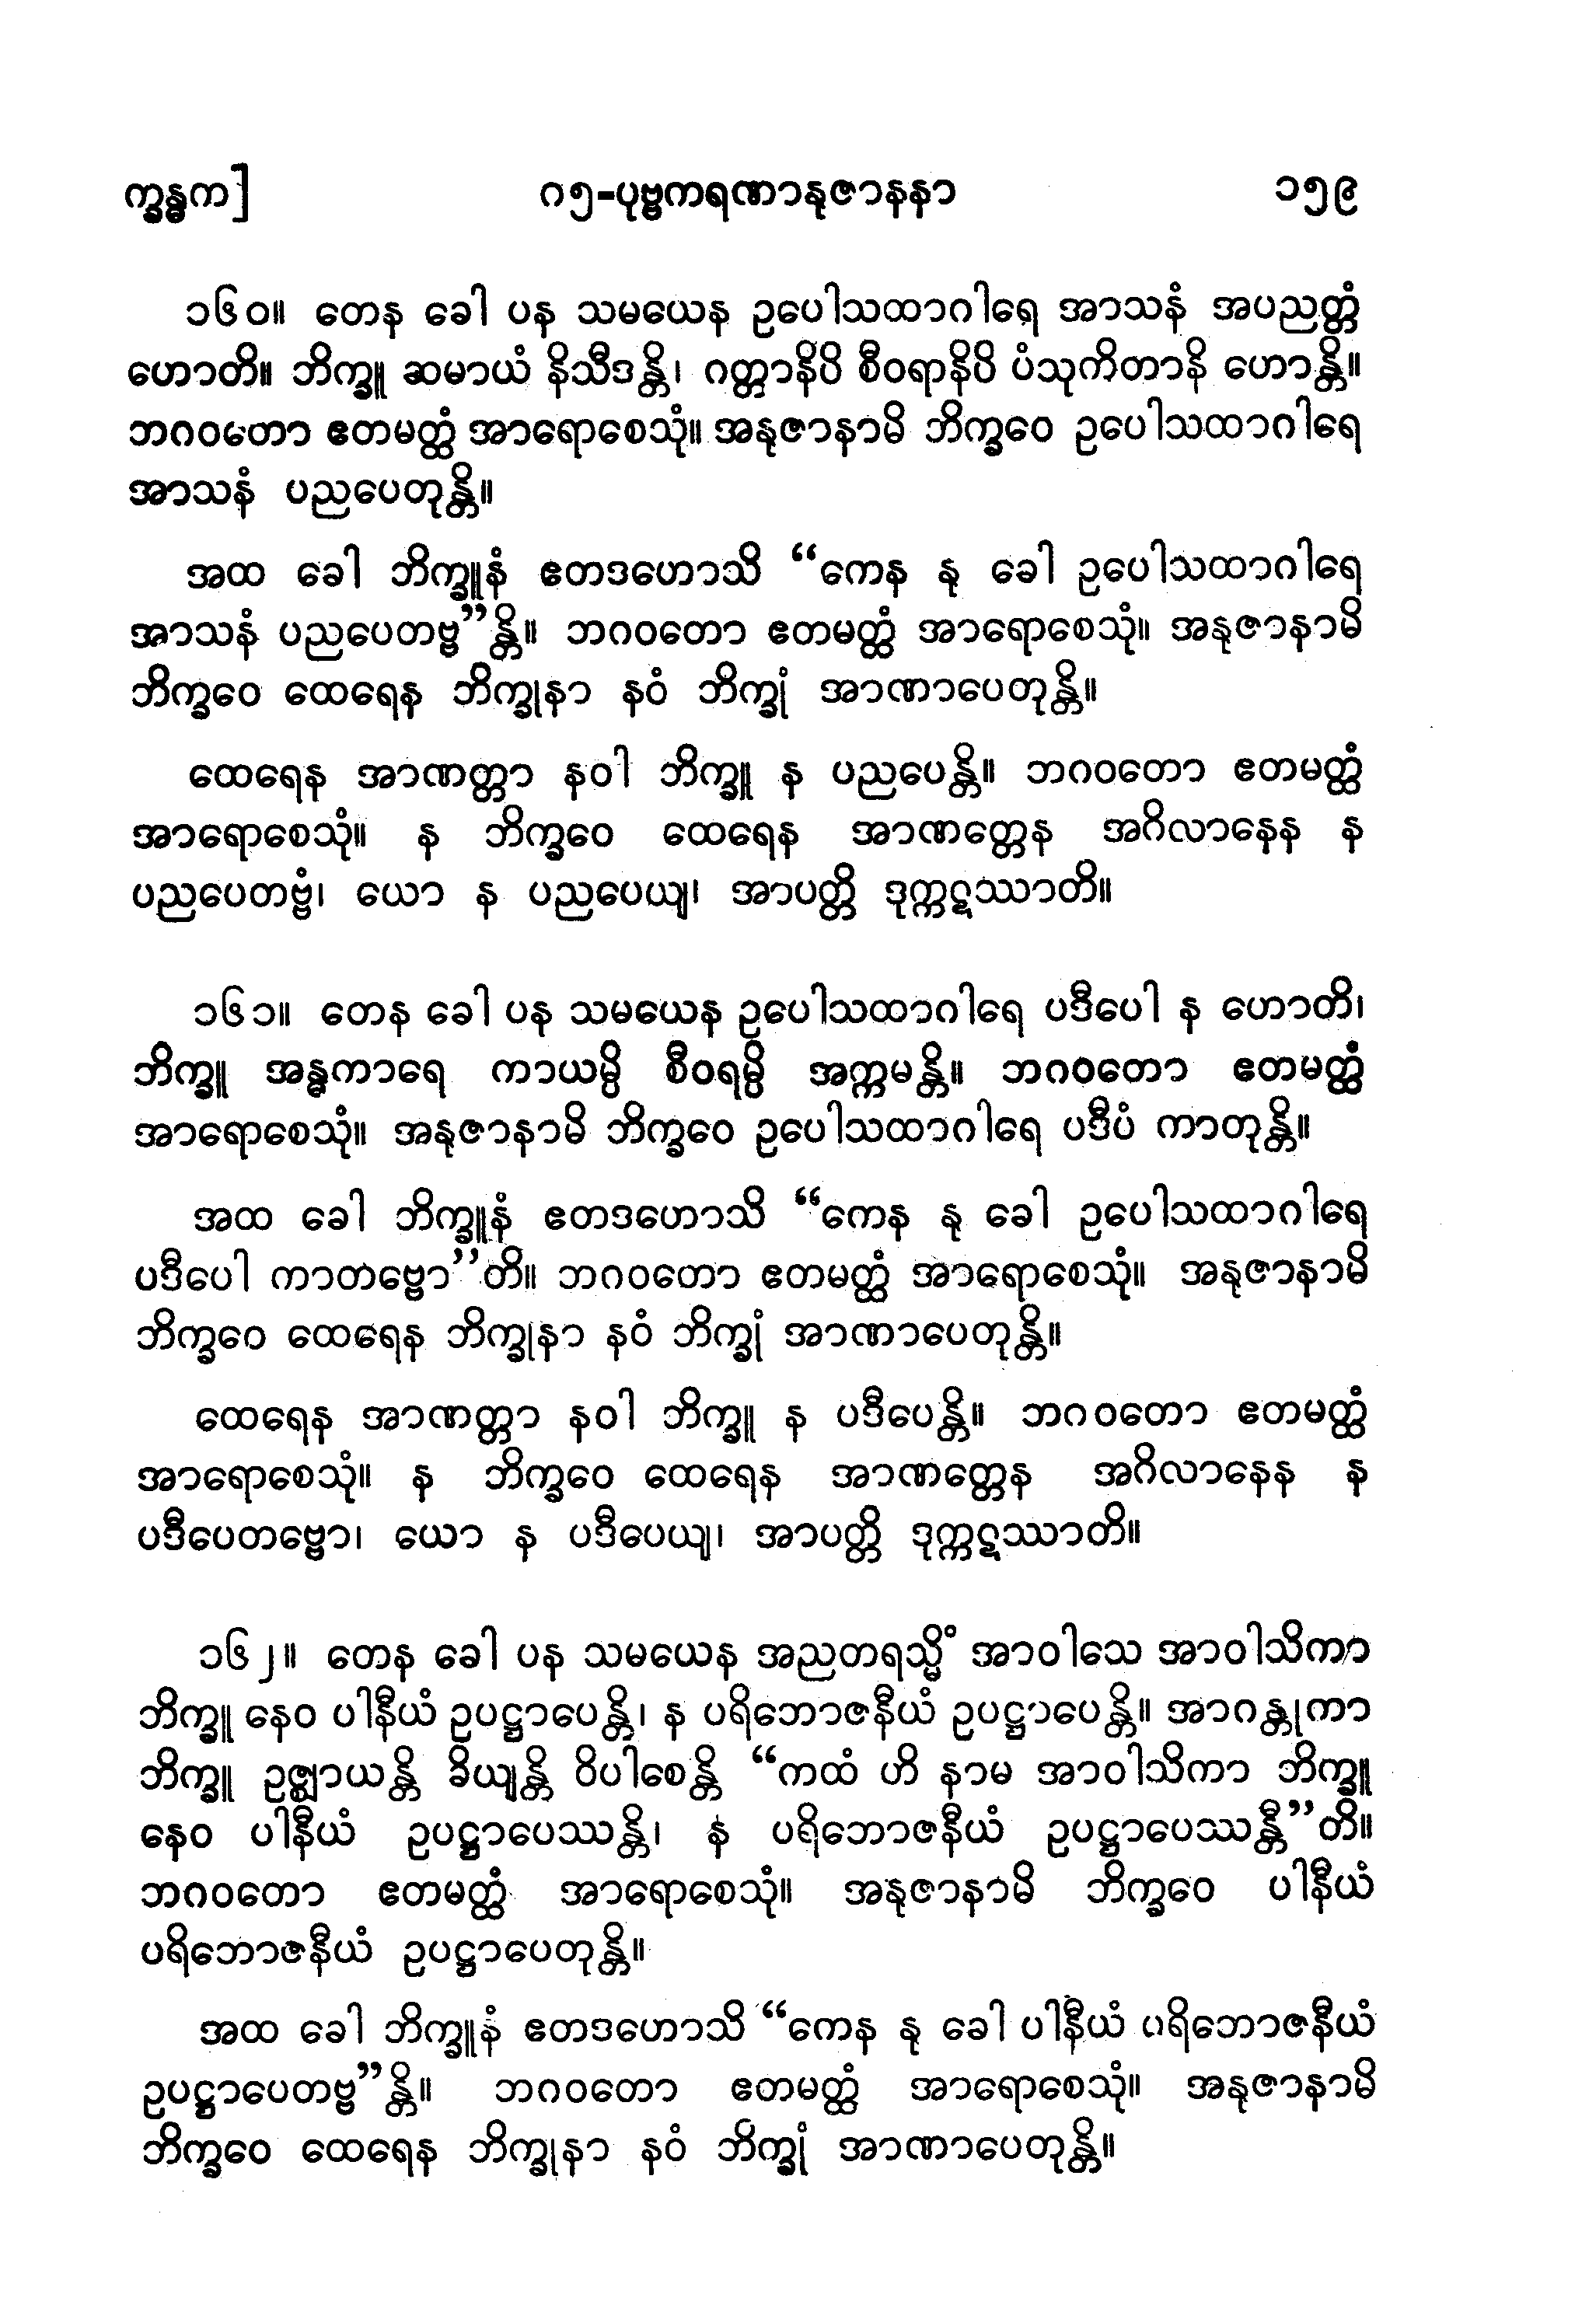 က္ခန္ဓက]
ဂ၅-ပုဗ္ဗကရဏာနုဇာနနာ
၁၅၉
၁၆၀။ တေန ခေါ ပန သမယေန ဥပေါသထာဂါရေ အာသနံ အပညတ္တံ
ဟောတိ။ ဘိက္ခူ ဆမာယံ နိသီဒန္တိ၊ ဂတ္တာနိပိ စီဝရာနိပိ ပံသုကိတာနိ ဟောန္တိ။
ဘဂဝတော ဧတမတ္ထံ အာရောစေသုံ။ အနုဇာနာမိ ဘိက္ခဝေ ဥပေါသထာဂါရေ
အာသနံ ပညပေတုန္တိ။
အထ ခေါ ဘိက္ခူနံ ဧတဒဟောသိ “ကေန နု ခေါ ဥပေါသထာဂါရေ
အာသနံ ပညပေတဗ္ဗ”န္တိ။ ဘဂဝတော ဧတမတ္ထံ အာရောစေသုံ။ အနုဇာနာမိ
ဘိက္ခဝေ ထေရေန ဘိက္ခုနာ နဝံ ဘိက္ခုံ အာဏာပေတုန္တိ။
ထေရေန အာဏတ္တာ နဝါ ဘိက္ခူ န ပညပေန္တိ။ ဘဂဝတော ဧတမတ္ထံ
အာရောစေသုံ။ န ဘိက္ခဝေ ထေရေန အာဏတ္တေန အဂိလာနေန န
ပညပေတဗ္ဗံ၊ ယော န ပညပေယျ၊ အာပတ္တိ ဒုက္ကဋဿာတိ။
၁၆၁။ တေန ခေါ ပန သမယေန ဥပေါသထာဂါရေ ပဒီပေါ န ဟောတိ၊
ဘိက္ခူ အန္ဓကာရေ ကာယမ္ပိ စီဝရမ္ပိ အက္ကမန္တိ။ ဘဂဝတော ဧတမတ္ထံ
အာရောစေသုံ။ အနုဇာနာမိ ဘိက္ခဝေ ဥပေါသထာဂါရေ ပဒီပံ ကာတုန္တိ။
အထ ခေါ ဘိက္ခူနံ ဧတဒဟောသိ “ကေန နု ခေါ ဥပေါသထာဂါရေ
ပဒီပေါ ကာတဗ္ဗော”တိ။ ဘဂဝတော ဧတမတ္ထံ အာရောစေသုံ။ အနုဇာနာမိ
ဘိက္ခဝေ ထေရေန ဘိက္ခုနာ နဝံ ဘိက္ခုံ အာဏာပေတုန္တိ။
ထေရေန အာဏတ္တာ နဝါ ဘိက္ခူ န ပဒီပေန္တိ။ ဘဂဝတော ဧတမတ္ထံ
အာရောစေသုံ။ န ဘိက္ခဝေ ထေရေန အာဏတ္တေန အဂိလာနေန န
ပဒီပေတဗ္ဗော၊ ယော န ပဒီပေယျ၊ အာပတ္တိ ဒုက္ကဋဿာတိ။
၁၆၂။ တေန ခေါ ပန သမယေန အညတရသ္မိံ အာဝါသေ အာဝါသိကာ
ဘိက္ခူ နေဝ ပါနီယံ ဥပဋ္ဌာပေန္တိ၊ န ပရိဘောဇနီယံ ဥပဋ္ဌာပေန္တိ။ အာဂန္တုကာ
ဘိက္ခူ ဥဇ္ဈာယန္တိ ခိယျန္တိ ဝိပါစေန္တိ “ကထံ ဟိ နာမ အာဝါသိကာ ဘိက္ခူ
နေဝ ပါနီယံ ဥပဋ္ဌာပေဿန္တိ၊ န ပရိဘောဇနီယံ ဥပဋ္ဌာပေဿန္တီ”တိ။
ဘဂဝတော ဧတမတ္ထံ အာရောစေသုံ။ အနုဇာနာမိ ဘိက္ခဝေ ပါနီယံ
ပရိဘောဇနီယံ ဥပဋ္ဌာပေတုန္တိ။
အထ ခေါ ဘိက္ခူနံ ဧတဒဟောသိ “ကေန နု ခေါ ပါနီယံ ပရိဘောဇနီယံ
ဥပဋ္ဌာပေတဗ္ဗ”န္တိ။ ဘဂဝတော ဧတမတ္ထံ အာရောစေသုံ။ အနုဇာနာမိ
ဘိက္ခဝေ ထေရေန ဘိက္ခုနာ နဝံ ဘိက္ခုံ အာဏာပေတုန္တိ။